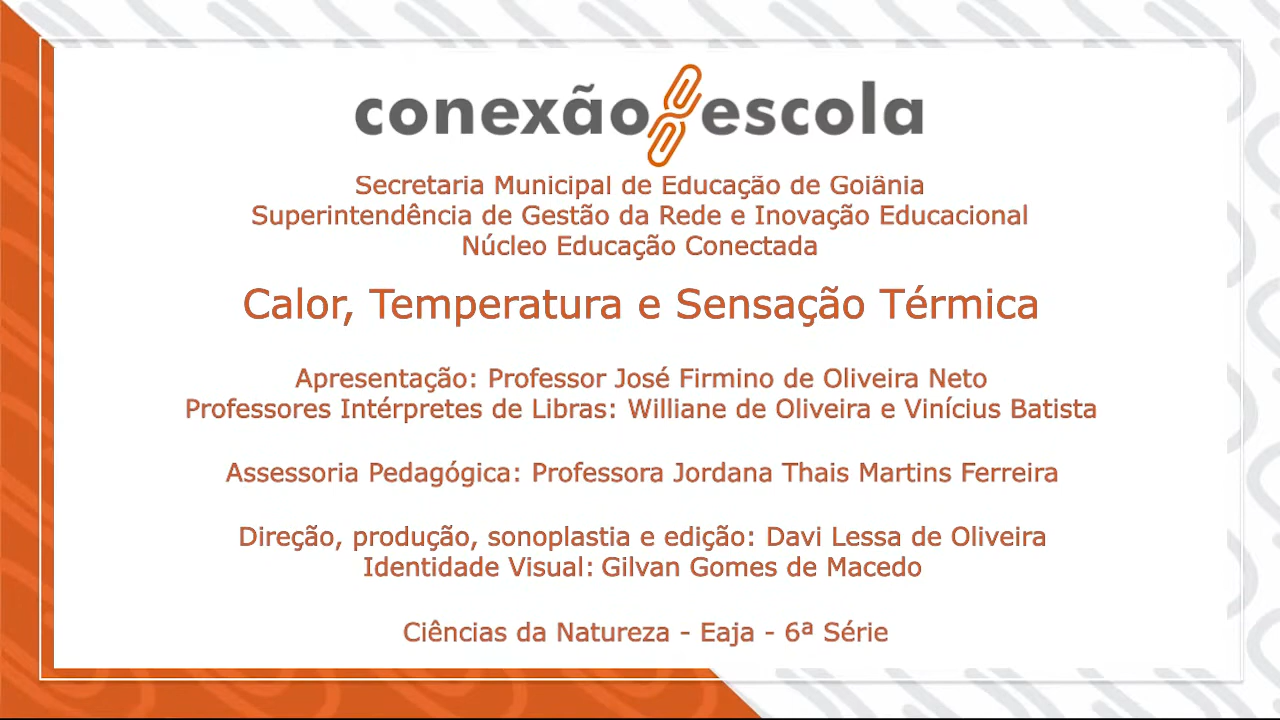 conexão escola
Secretaria Municipal de Educação de Goiânia
Superintendência de Gestão da Rede e Inovação Educacional
Núcleo Educação Conectada
Calor, Temperatura e Sensação Térmica
Apresentação: Professor José Firmino de Oliveira Neto
Professores Intérpretes de Libras: Williane de Oliveira e Vinícius Batista
Assessoria Pedagógica: Professora Jordana Thais Martins Ferreira
Direção, produção, sonoplastia e edição: Davi Lessa de Oliveira
Identidade Visual: Gilvan Gomes de Macedo
Ciências da Natureza - Eaja - 6ª Série